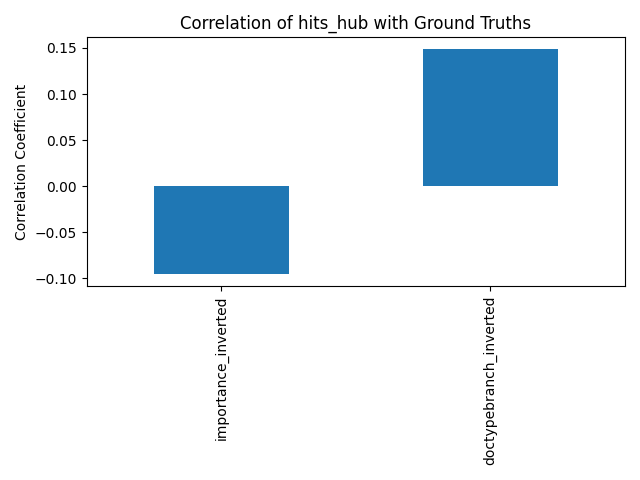 Correlation of hits_hub with Ground Truths
Correlation Coefficient
0.15
0.10
0.05
0.00
−0.05
−0.10
importance_inverted
doctypebranch_inverted